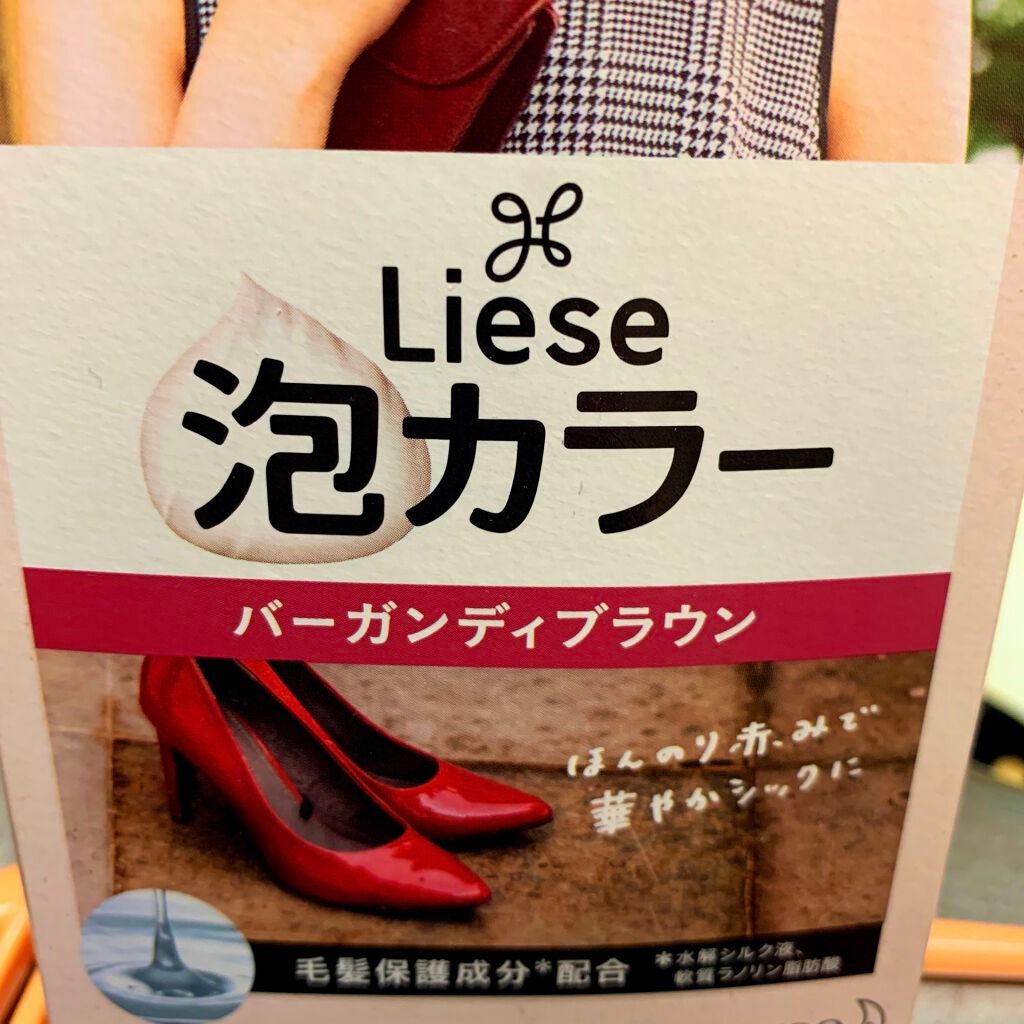 Liese
泡カラー
バーガンディブラウン
ほんのり赤みで
華やかシックに
毛髪保護成分*配合
*水解シルク液、
軟質ラノリン脂肪酸